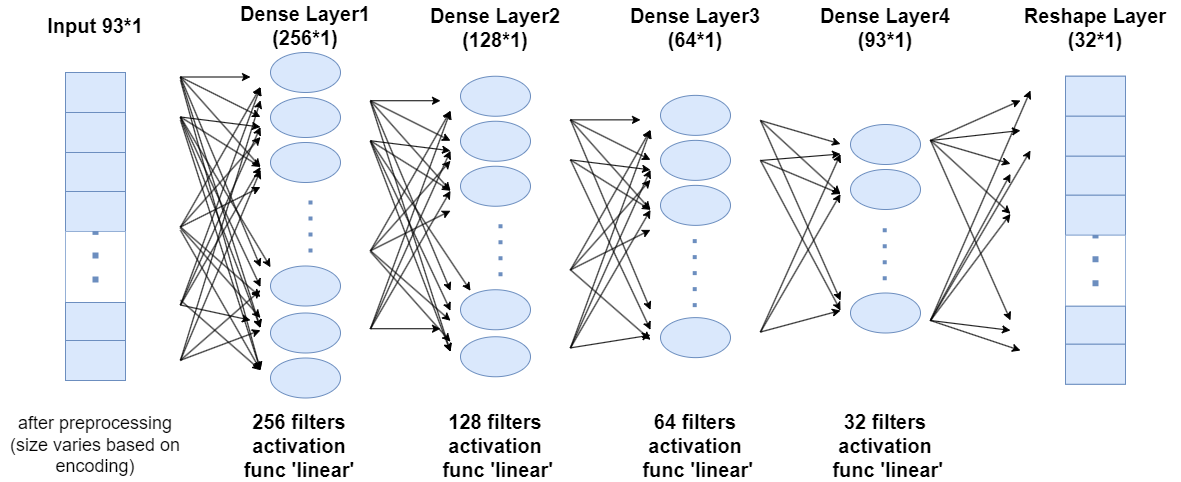 Input 93*1
Dense Layer1
(256*1)
Dense Layer2
(128*1)
Dense Layer3
(64*1)
Dense Layer4
(93*1)
Reshape Layer
(32*1)
after preprocessing
(size varies based on
encoding)
256 filters
activation
func 'linear'
128 filters
activation
func 'linear'
64 filters
activation
func 'linear'
32 filters
activation
func 'linear'